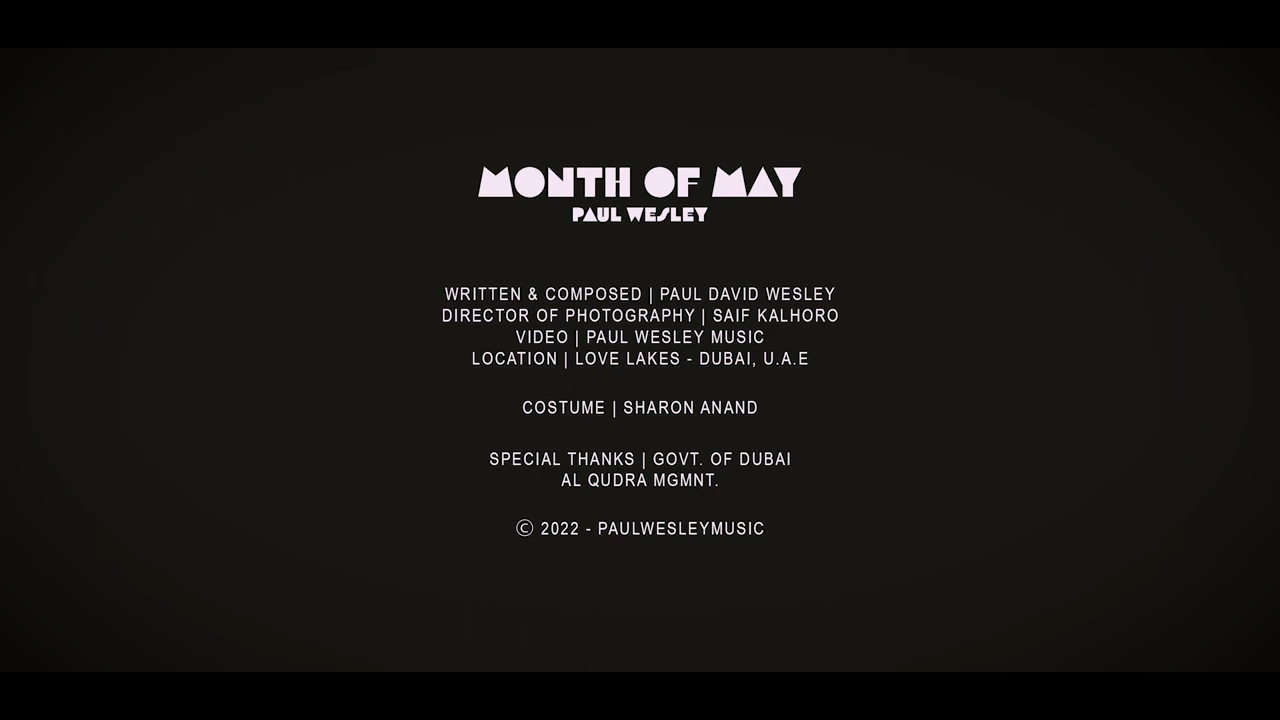 MONTH OF MAY
PAUL WESLEY
WRITTEN & COMPOSED | PAUL DAVID WESLEY
DIRECTOR OF PHOTOGRAPHY | SAIF KALHORO
VIDEO | PAUL WESLEY MUSIC
LOCATION | LOVE LAKES - DUBAI, U.A.E
COSTUME | SHARON ANAND
SPECIAL THANKS | GOVT. OF DUBAI
AL QUDRA MGMNT.
Ⓒ 2022 - PAULWESLEYMUSIC